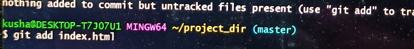 nothing added to commit but untracked files present (use "git add" to tra
kusha@DESKTOP-T7J07U1 MINGW64 ~/project_dir (master)
$ git add index.html